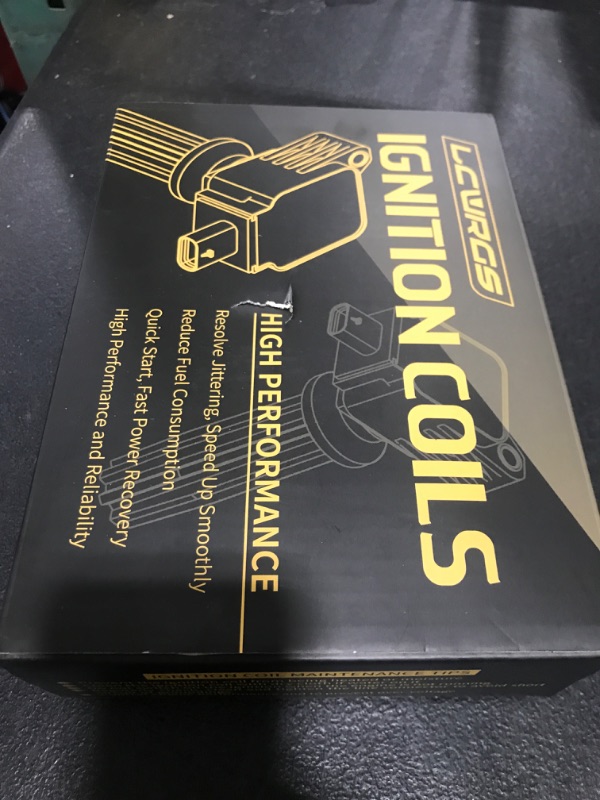 LCWRGS
IGNITION COILS
HIGH PERFORMANCE
Resolve Jittering, Speed Up Smoothly
Reduce Fuel Consumption
Quick Start, Fast Power Recovery
High Performance and Reliability
IGNITION COIL MAINTENANCE TIPS